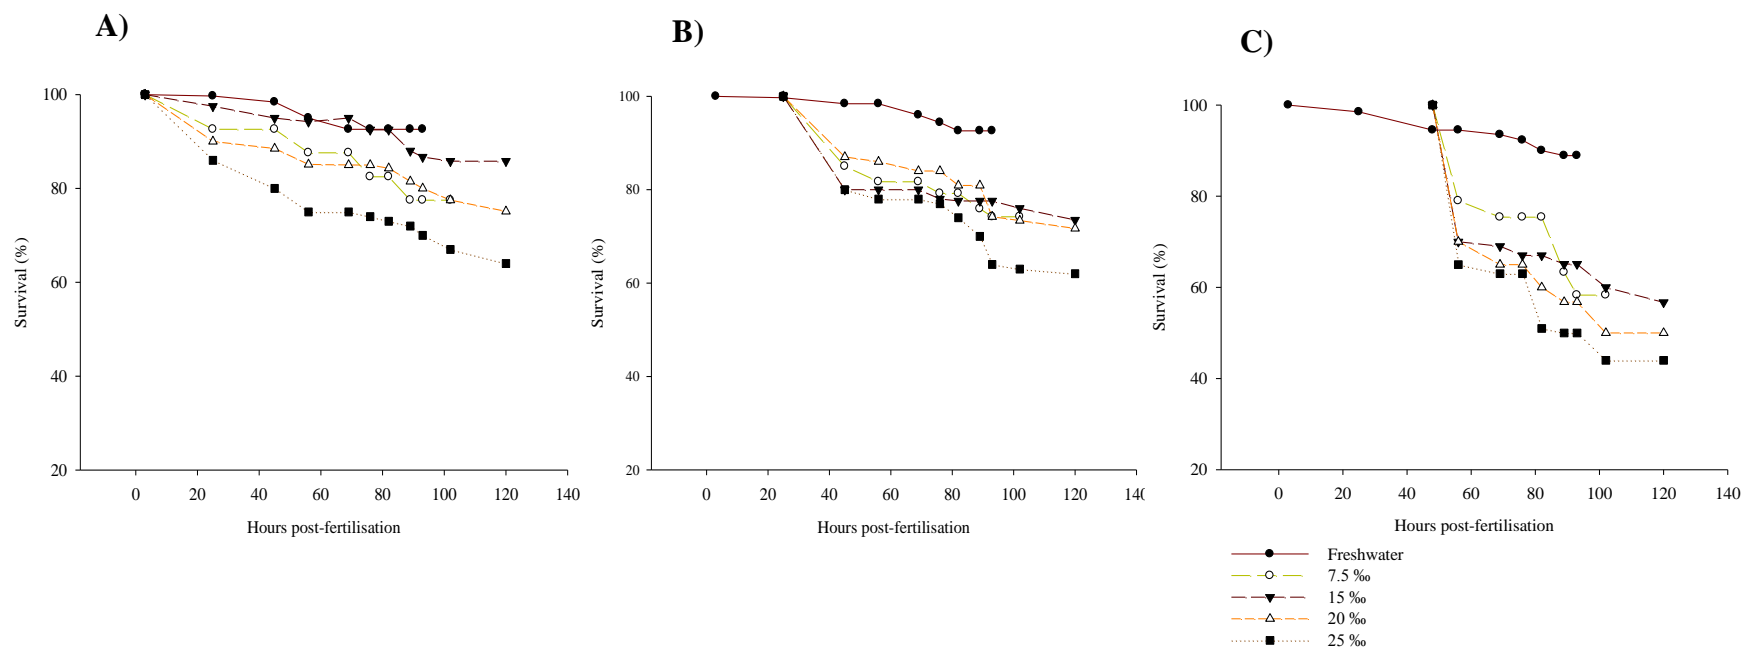 A)
B)
C)
100
80
60
40
20
Survival (%)
0 20 40 60 80 100 120 140
Hours post-fertilisation
100
80
60
40
20
Survival (%)
0 20 40 60 80 100 120 140
Hours post-fertilisation
100
80
60
40
20
Survival (%)
0 20 40 60 80 100 120 140
Hours post-fertilisation
Freshwater
7.5 ‰
15 ‰
20 ‰
25 ‰